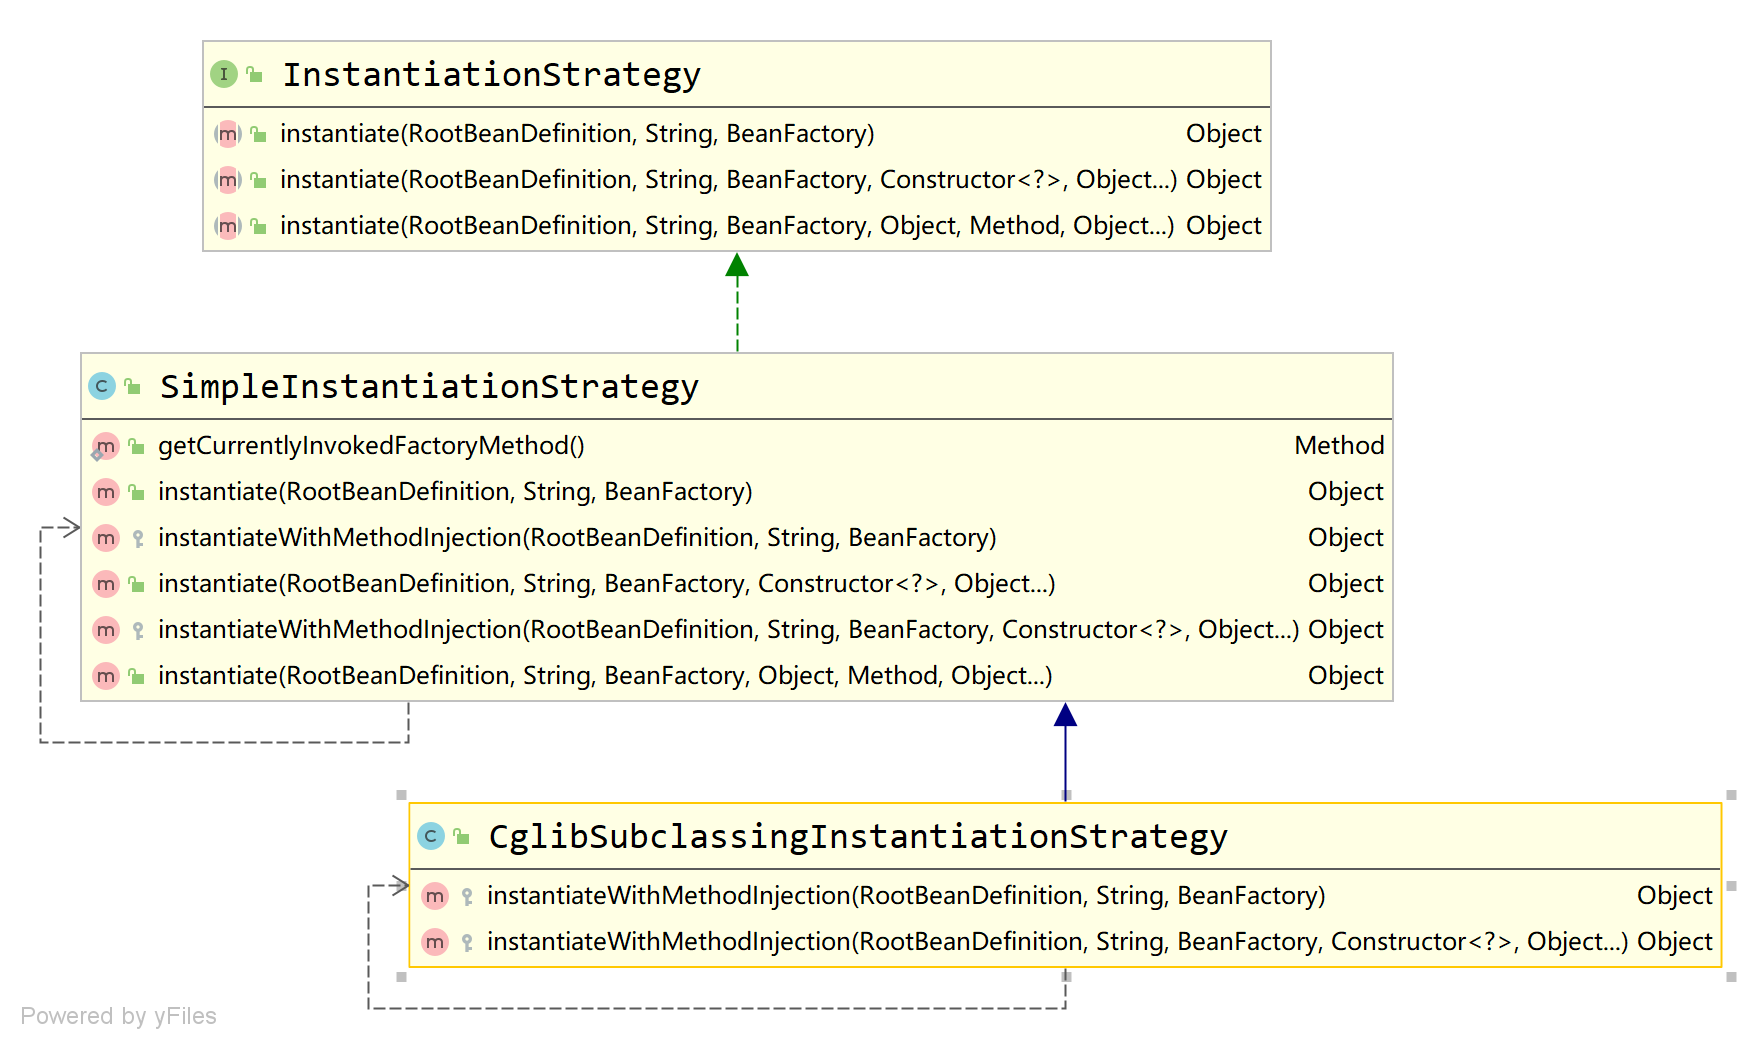 InstantiationStrategy
instantiate(RootBeanDefinition, String, BeanFactory) Object
instantiate(RootBeanDefinition, String, BeanFactory, Constructor<?>, Object...) Object
instantiate(RootBeanDefinition, String, BeanFactory, Object, Method, Object...) Object
SimpleInstantiationStrategy
getCurrentlyInvokedFactoryMethod() Method
instantiate(RootBeanDefinition, String, BeanFactory) Object
instantiateWithMethodInjection(RootBeanDefinition, String, BeanFactory) Object
instantiate(RootBeanDefinition, String, BeanFactory, Constructor<?>, Object...) Object
instantiateWithMethodInjection(RootBeanDefinition, String, BeanFactory, Constructor<?>, Object...) Object
instantiate(RootBeanDefinition, String, BeanFactory, Object, Method, Object...) Object
CglibSubclassingInstantiationStrategy
instantiateWithMethodInjection(RootBeanDefinition, String, BeanFactory) Object
instantiateWithMethodInjection(RootBeanDefinition, String, BeanFactory, Constructor<?>, Object...) Object
Powered by yFiles